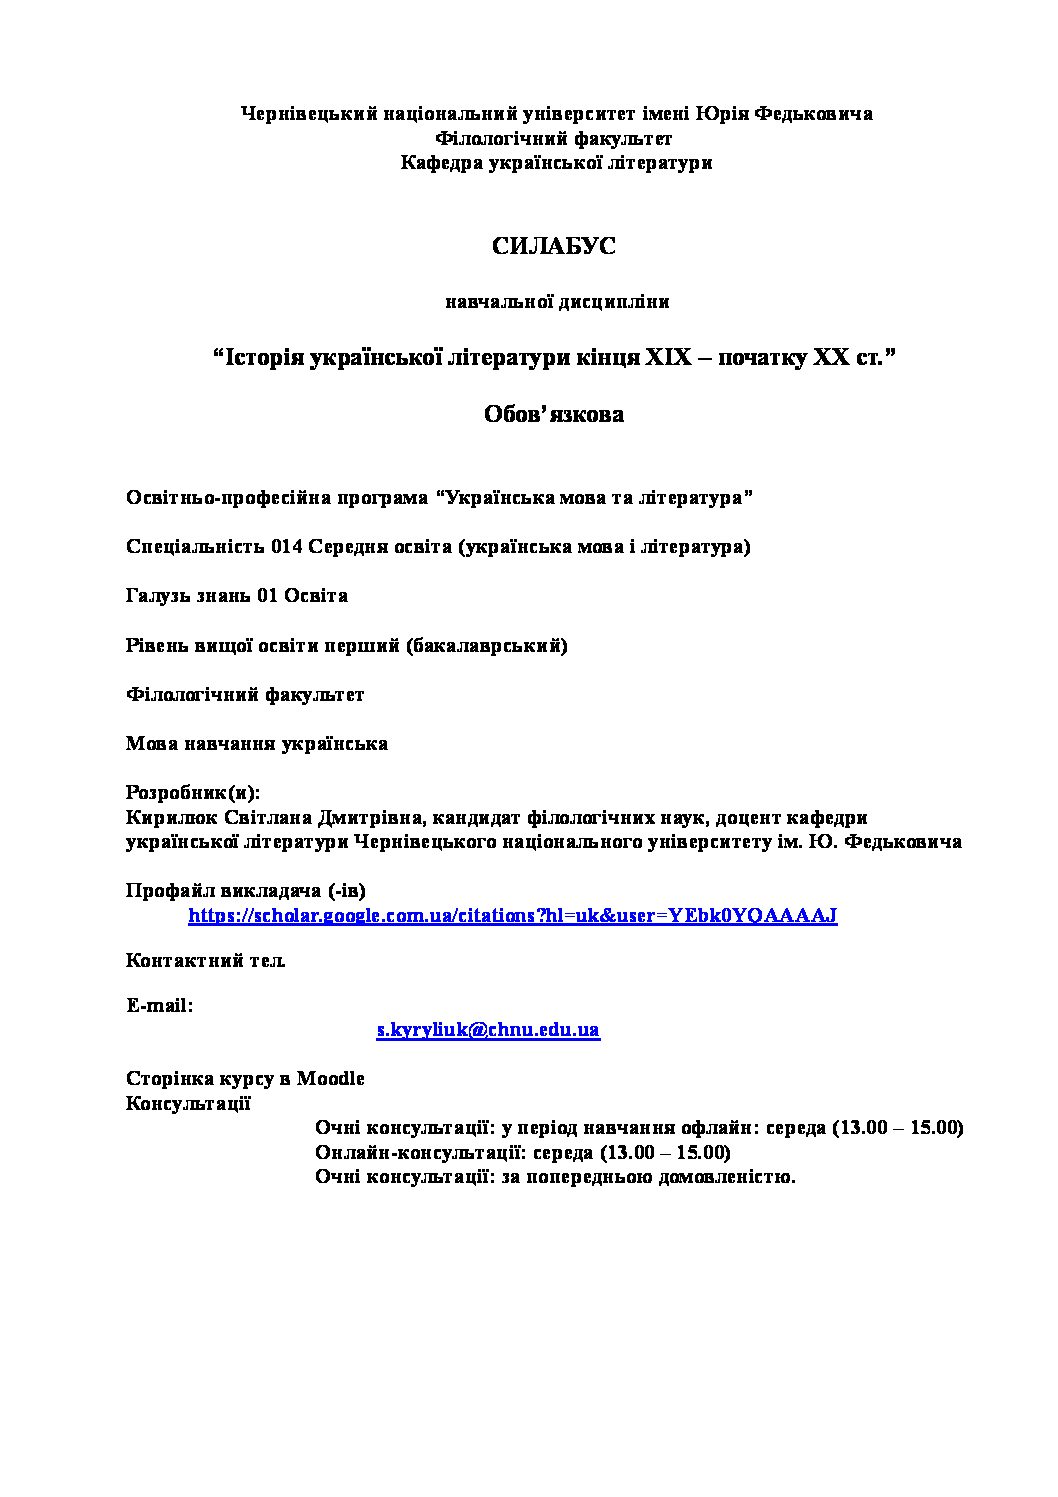 Чернівецький національний університет імені Юрія Федьковича
Філологічний факультет
Кафедра української літератури
СИЛАБУС
навчальної дисципліни
“Історія української літератури кінця ХІХ – початку ХХ ст.”
Обов’язкова
Освітньо-професійна програма “Українська мова та література”
Спеціальність 014 Середня освіта (українська мова і література)
Галузь знань 01 Освіта
Рівень вищої освіти перший (бакалаврський)
Філологічний факультет
Мова навчання українська
Розробник(и):
Кирилюк Світлана Дмитрівна, кандидат філологічних наук, доцент кафедри
української літератури Чернівецького національного університету ім. Ю. Федьковича
Профайл викладача (-ів)
https://scholar.google.com.ua/citations?hl=uk&user=YEbk0YQAAAAJ
Контактний тел.
E-mail:
s.kyryliuk@chnu.edu.ua
Сторінка курсу в Moodle
Консультації
Очні консультації: у період навчання офлайн: середа (13.00 – 15.00)
Онлайн-консультації: середа (13.00 – 15.00)
Очні консультації: за попередньою домовленістю.